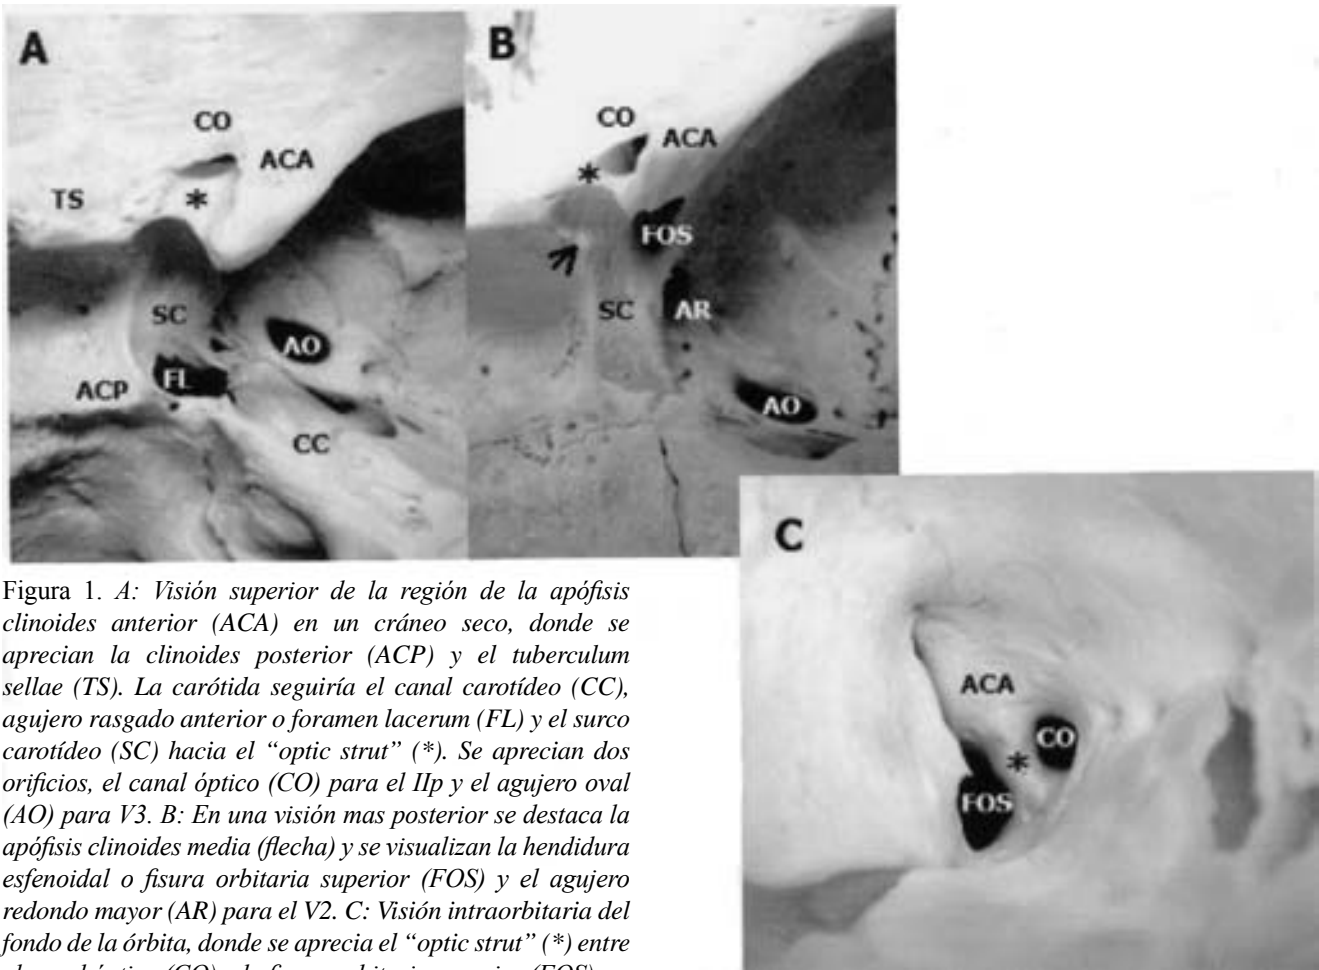 A
CO
ACA
TS
*
SC
AO
FL
ACP
CC
B
CO
ACA
*
FOS
SC
AR
AO
C
ACA
CO
*
FOS
Figura 1. A: Visión superior de la región de la apófisis
clinoides anterior (ACA) en un cráneo seco, donde se
aprecian la clinoides posterior (ACP) y el tuberculum
sellae (TS). La carótida seguiría el canal carotídeo (CC),
agujero rasgado anterior o foramen lacerum (FL) y el surco
carotídeo (SC) hacia el “optic strut” (*). Se aprecian dos
orificios, el canal óptico (CO) para el IIp y el agujero oval
(AO) para V3. B: En una visión mas posterior se destaca la
apófisis clinoides media (flecha) y se visualizan la hendidura
esfenoidal o fisura orbitaria superior (FOS) y el agujero
redondo mayor (AR) para el V2. C: Visión intraorbitaria del
fondo de la órbita, donde se aprecia el “optic strut” (*) entre